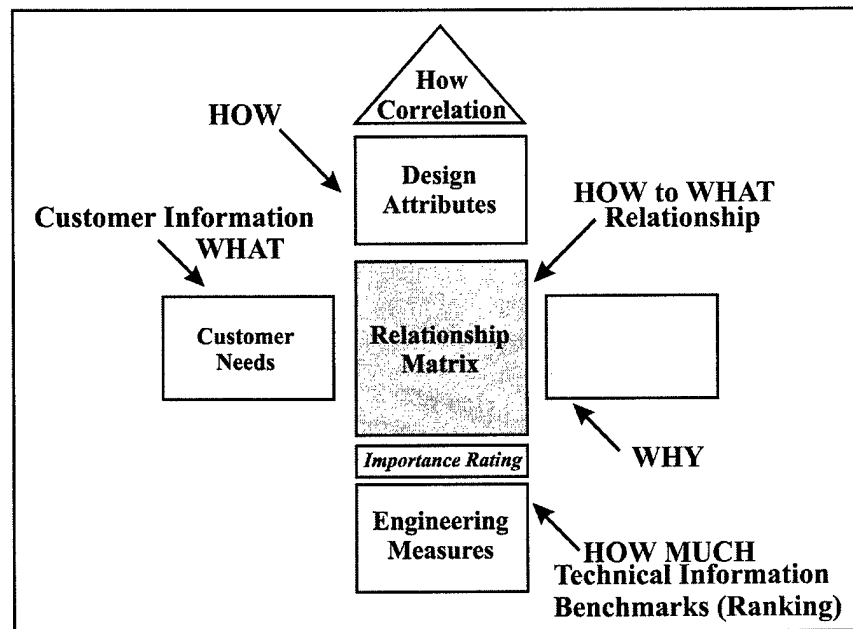 How
Correlation
HOW
Design
Attributes
HOW to WHAT
Relationship
Customer Information
WHAT
Customer
Needs
Relationship
Matrix
WHY
Importance Rating
Engineering
Measures
HOW MUCH
Technical Information
Benchmarks (Ranking)